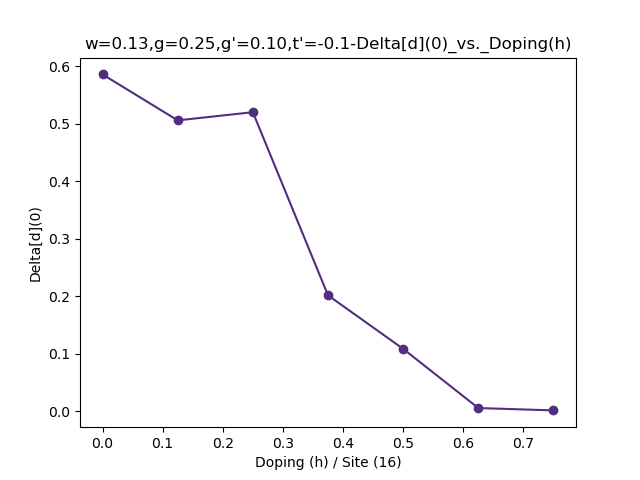 w=0.13,g=0.25,g'=0.10,t'=-0.1-Delta[d](0)_vs._Doping(h)
0.6
0.5
0.4
0.3
0.2
0.1
0.0
Delta[d](0)
0.0 0.1 0.2 0.3 0.4 0.5 0.6 0.7
Doping (h) / Site (16)